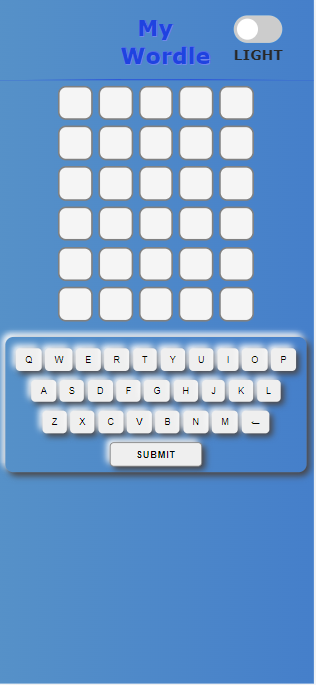 My
Wordle
LIGHT
Q W E R T Y U I O P
A S D F G H J K L
Z X C V B N M ←
SUBMIT